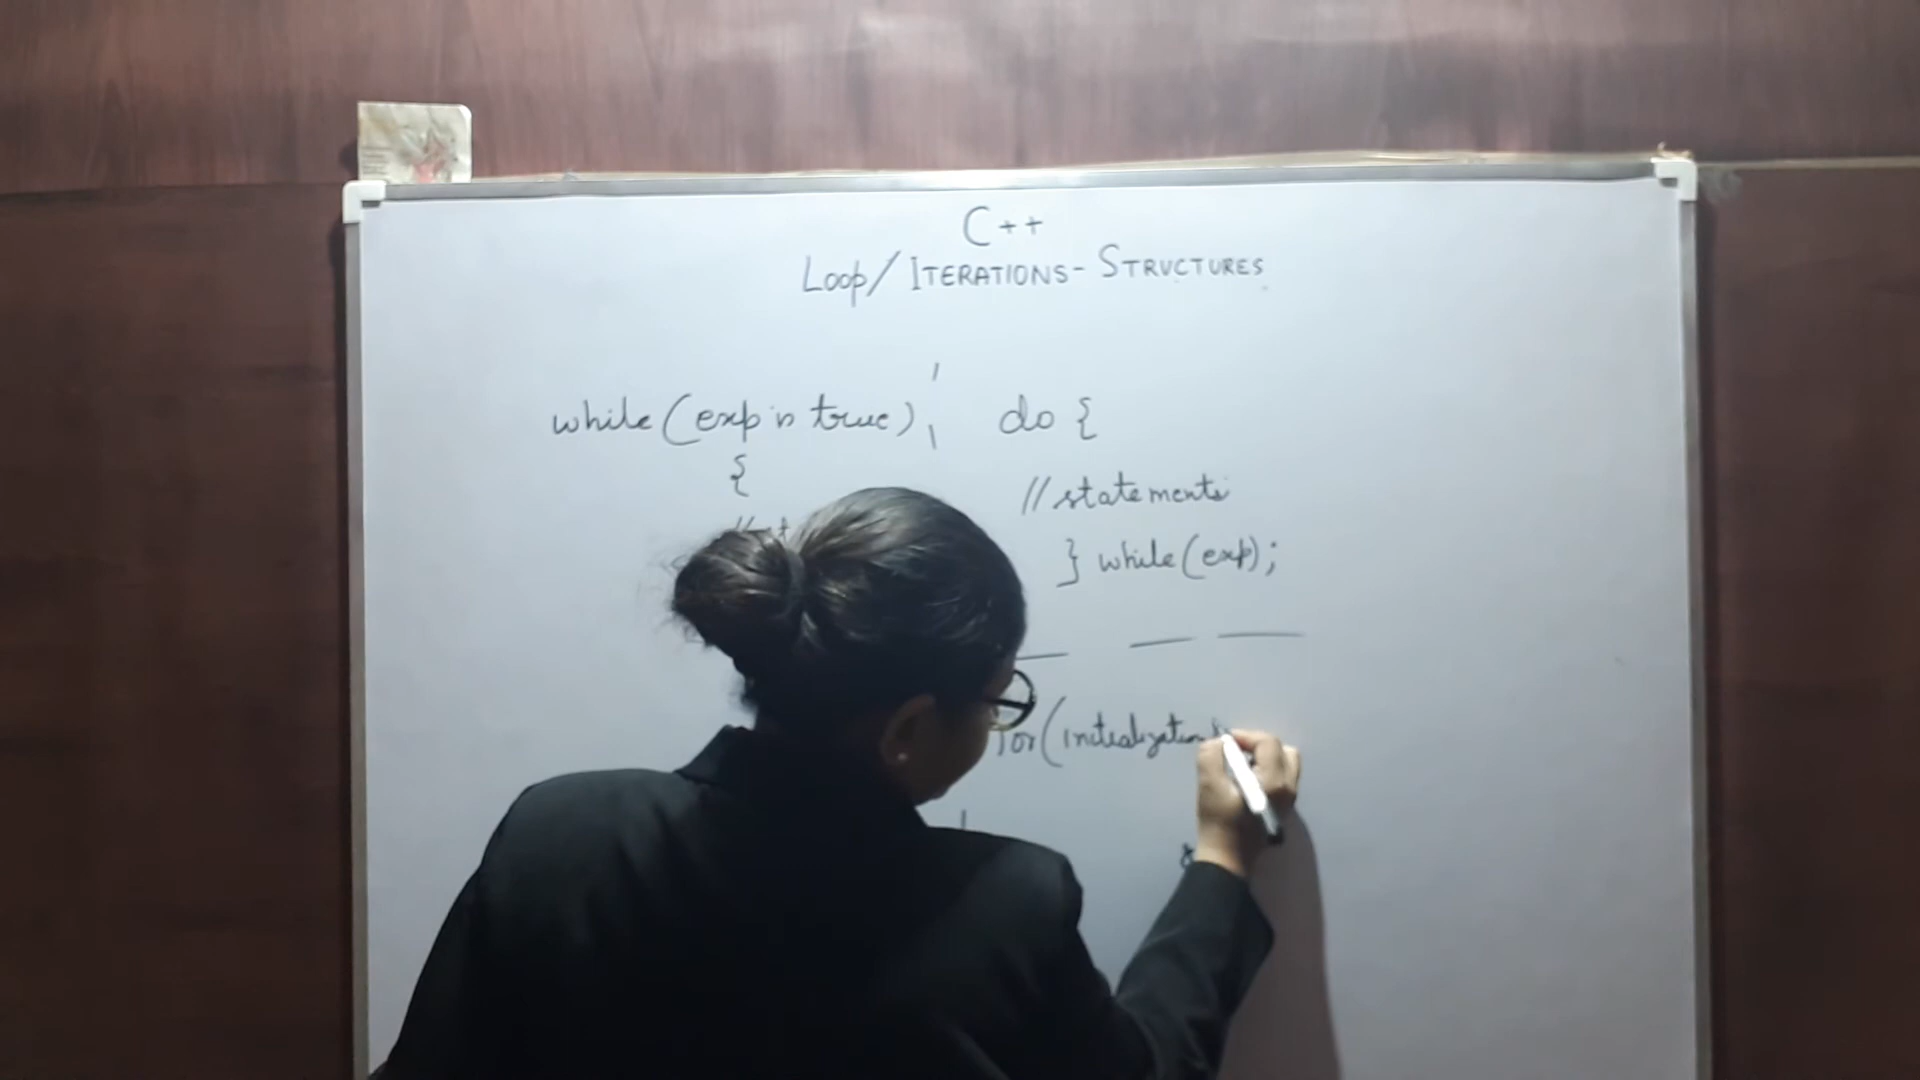 C++
Loop/ ITERATIONS- STRUCTURES
while (exp is true)
{
do {
// statements
} while (exp);
for (initialization